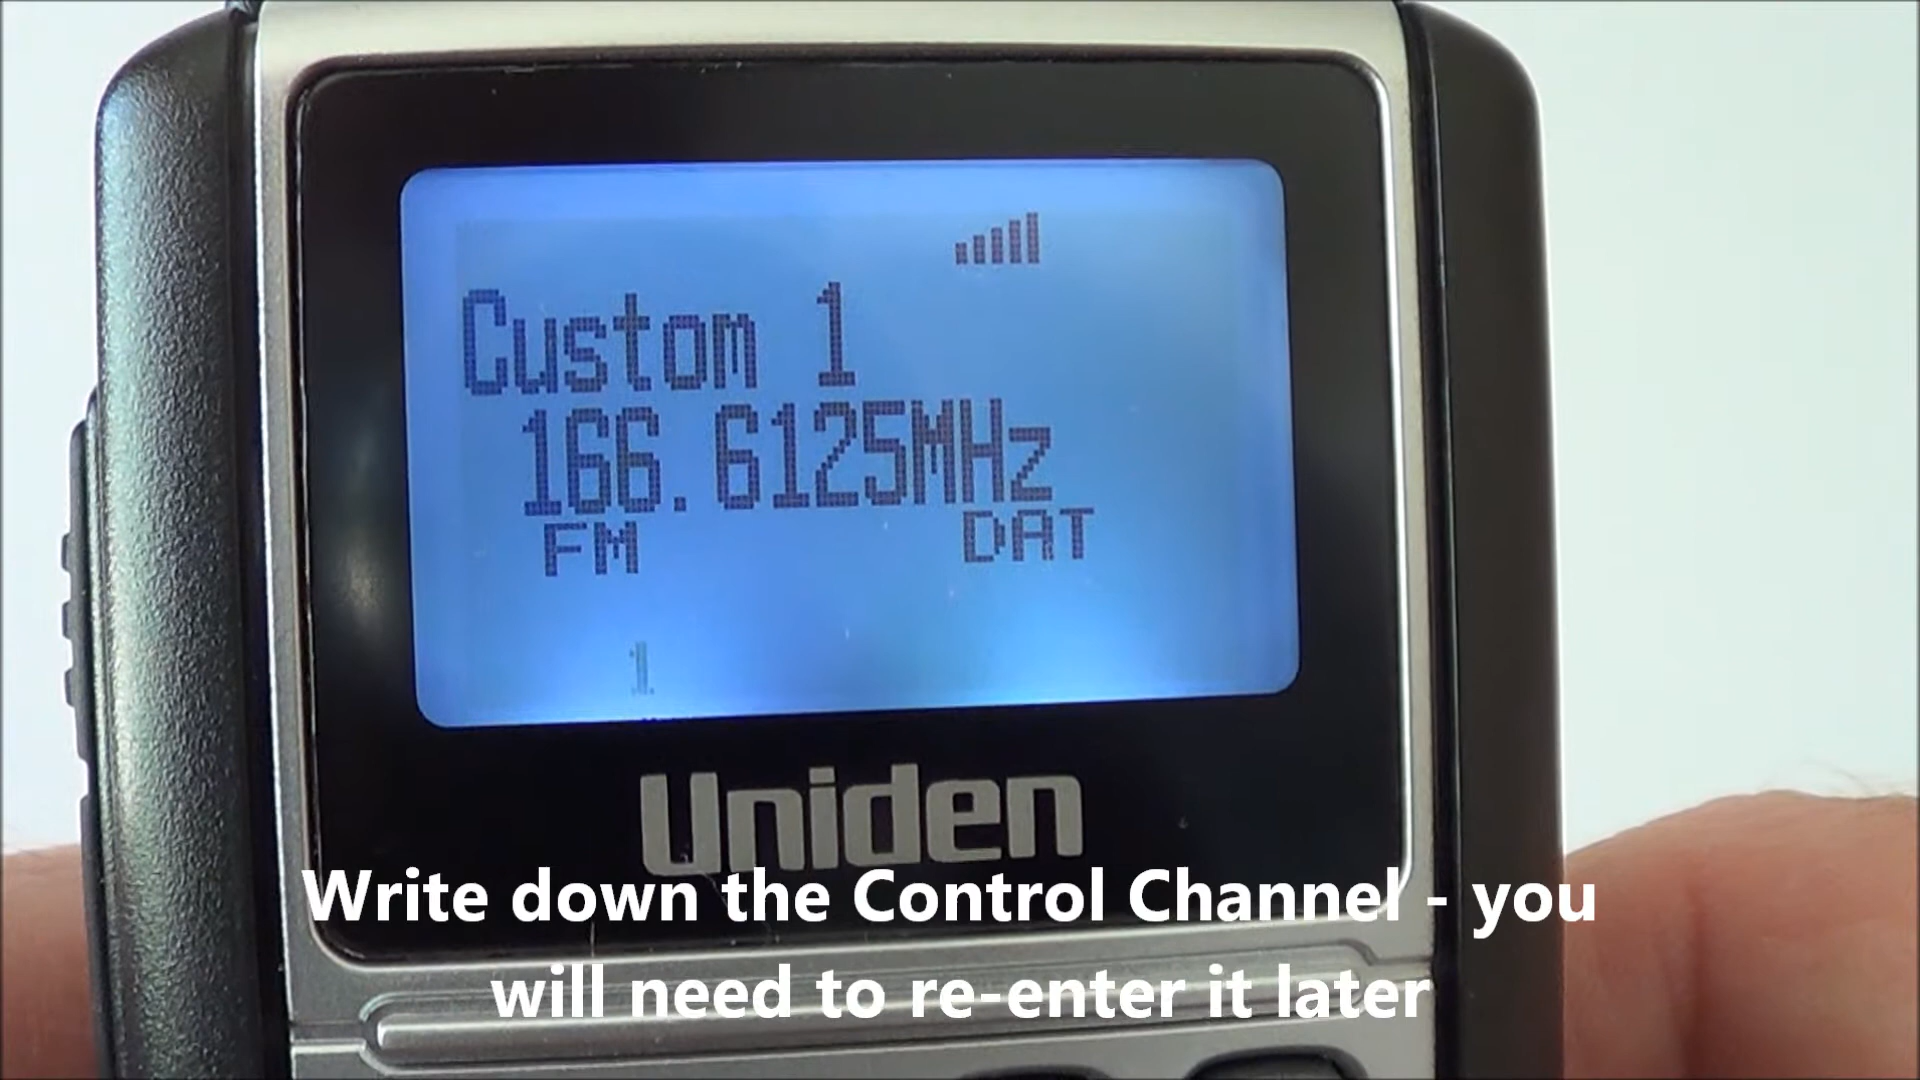 Custom 1
166.6125MHz
FM DAT
1
Uniden
Write down the Control Channel - you
will need to re-enter it later